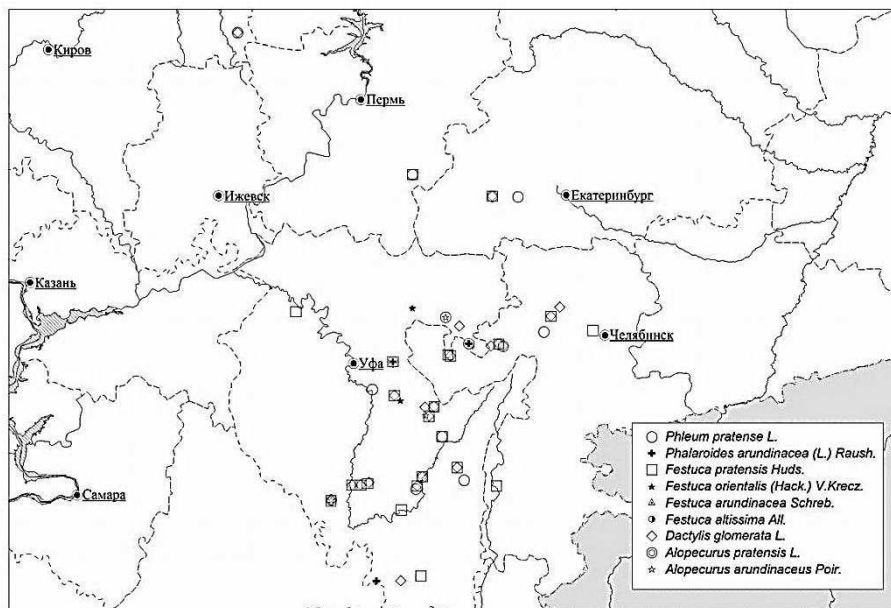 Киров
Пермь
Ижевск
Екатеринбург
Казань
Челябинск
Уфа
Самара
Phleum pratense L.
Phalaroides arundinacea (L.) Raush.
Festuca pratensis Huds.
Festuca orientalis (Hack.) V.Krecz.
Festuca arundinacea Schreb.
Festuca altissima All.
Dactylis glomerata L.
Alopecurus pratensis L.
Alopecurus arundinaceus Poir.